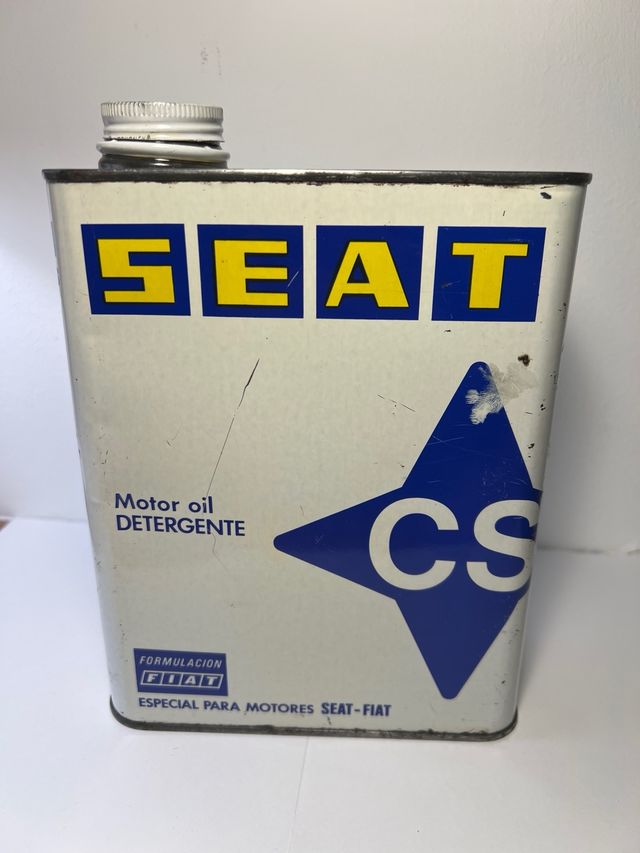 SEAT
CS
Motor oil
DETERGENTE
FORMULACION
FIAT
ESPECIAL PARA MOTORES SEAT-FIAT